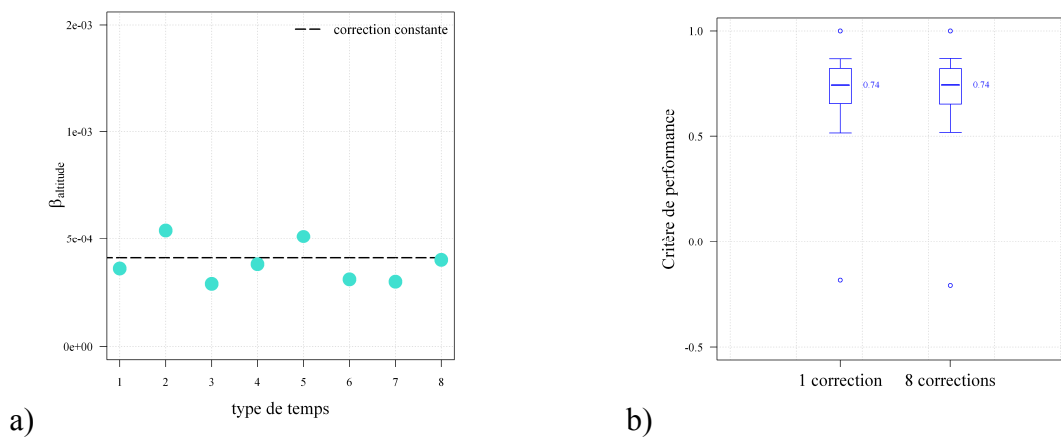 2e-03
correction constante
1e-03
βaltitude
5e-04
0e+00
1 2 3 4 5 6 7 8
type de temps
a)
1.0
0.74 0.74
0.5
Critère de performance
0.0
-0.5
1 correction 8 corrections
b)